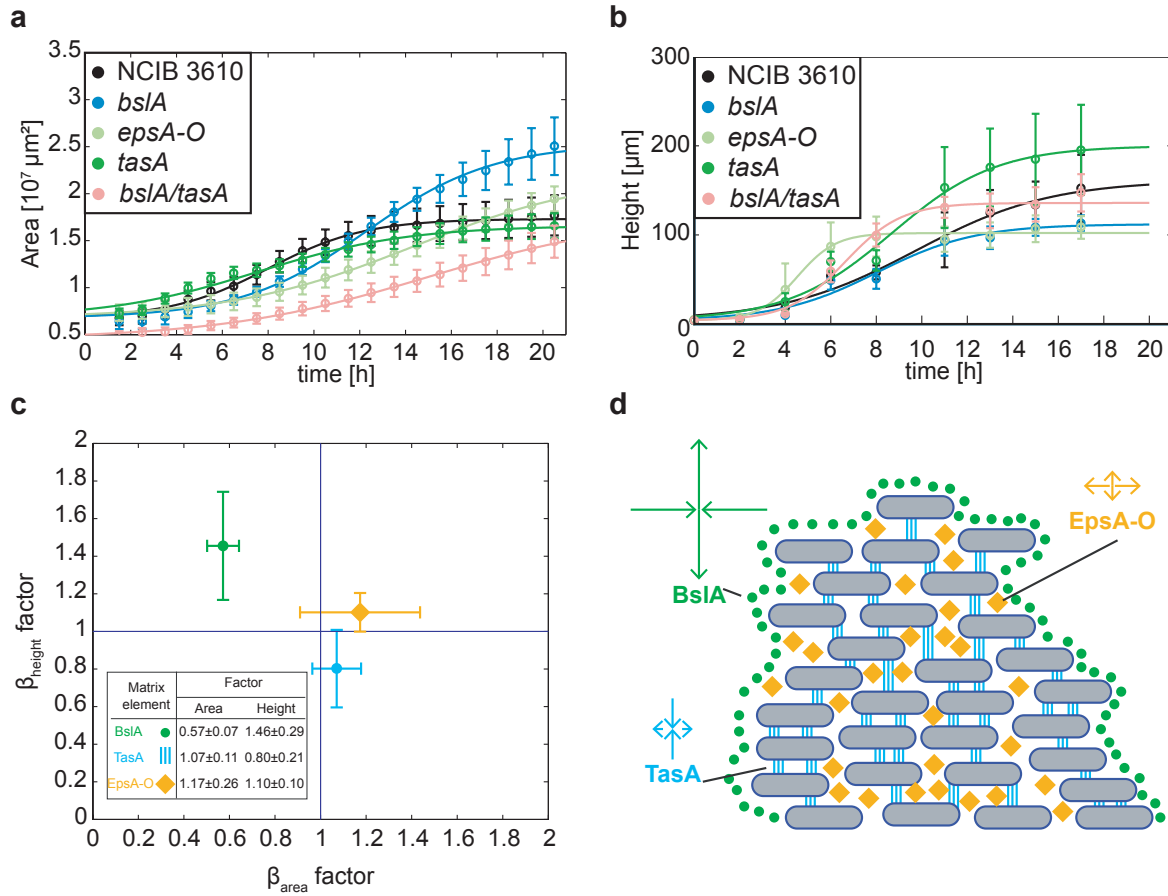 a
3.5
3
2.5
2
1.5
1
0.5
Area [10⁷ µm²]
NCIB 3610
bslA
epsA-O
tasA
bslA/tasA
0 2 4 6 8 10 12 14 16 18 20
time [h]
b
300
200
100
0
Height [µm]
NCIB 3610
bslA
epsA-O
tasA
bslA/tasA
0 2 4 6 8 10 12 14 16 18 20
time [h]
c
2
1.8
1.6
1.4
1.2
1
0.8
0.6
0.4
0.2
0
βheight factor
Matrix element Factor
Area Height
BslA 0.57±0.07 1.46±0.29
TasA 1.07±0.11 0.80±0.21
EpsA-O 1.17±0.26 1.10±0.10
0 0.2 0.4 0.6 0.8 1 1.2 1.4 1.6 1.8 2
βarea factor
d
EpsA-O
BslA
TasA